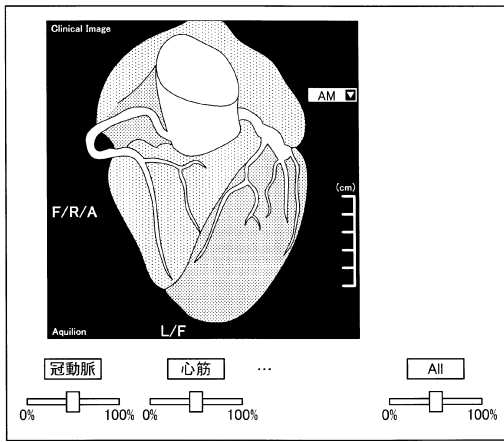 Clinical Image
AM
F/R/A
(cm)
Aquilion
L/F
冠動脈 心筋 … All
0% 100% 0% 100% 0% 100%